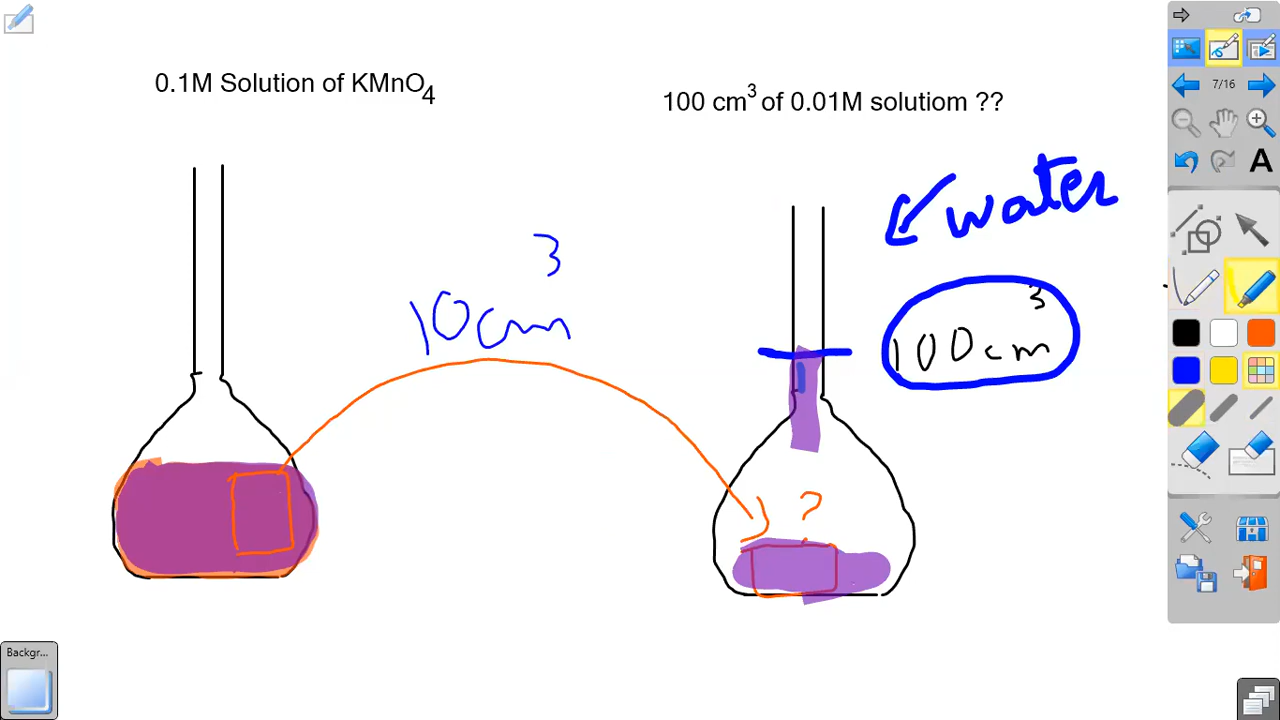 0.1M Solution of KMnO4
100 cm3 of 0.01M solutiom ??
water
10cm3
100cm3
?
7/16
A
Backgr...